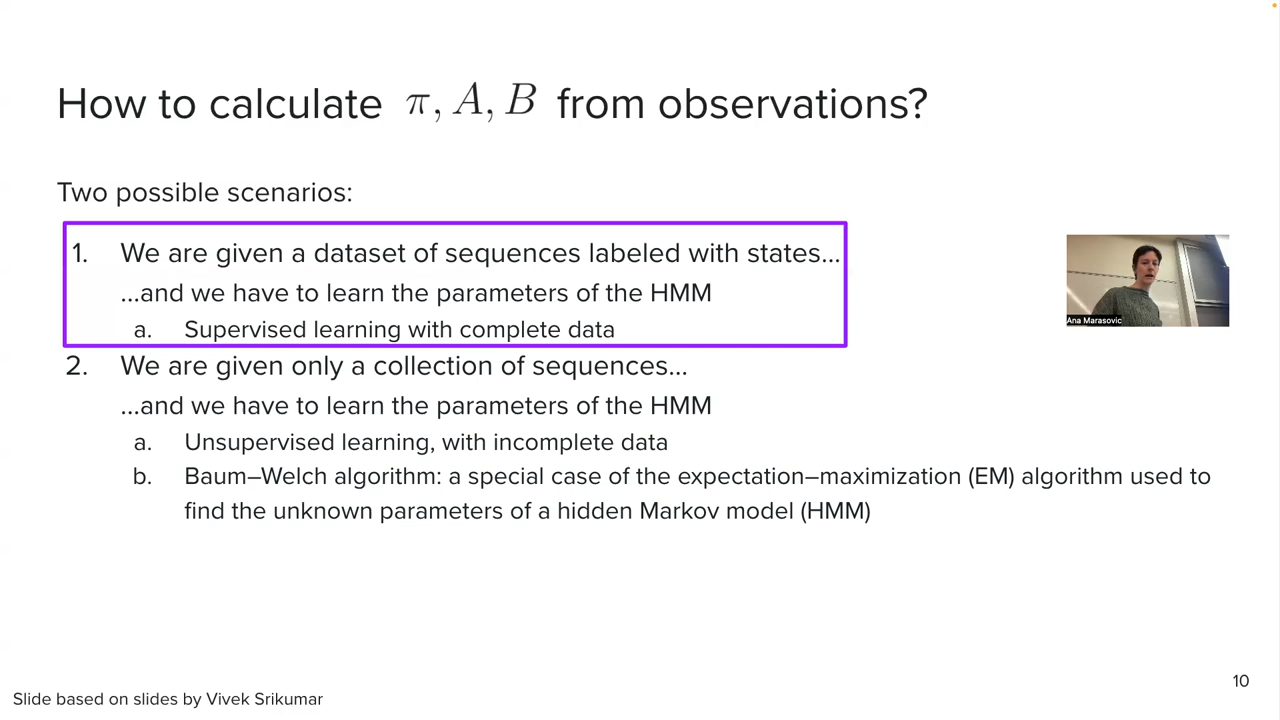 How to calculate π, A, B from observations?
Two possible scenarios:
1. We are given a dataset of sequences labeled with states...
...and we have to learn the parameters of the HMM
a. Supervised learning with complete data
2. We are given only a collection of sequences...
...and we have to learn the parameters of the HMM
a. Unsupervised learning, with incomplete data
b. Baum–Welch algorithm: a special case of the expectation–maximization (EM) algorithm used to
find the unknown parameters of a hidden Markov model (HMM)
Ana Marasovic
10
Slide based on slides by Vivek Srikumar